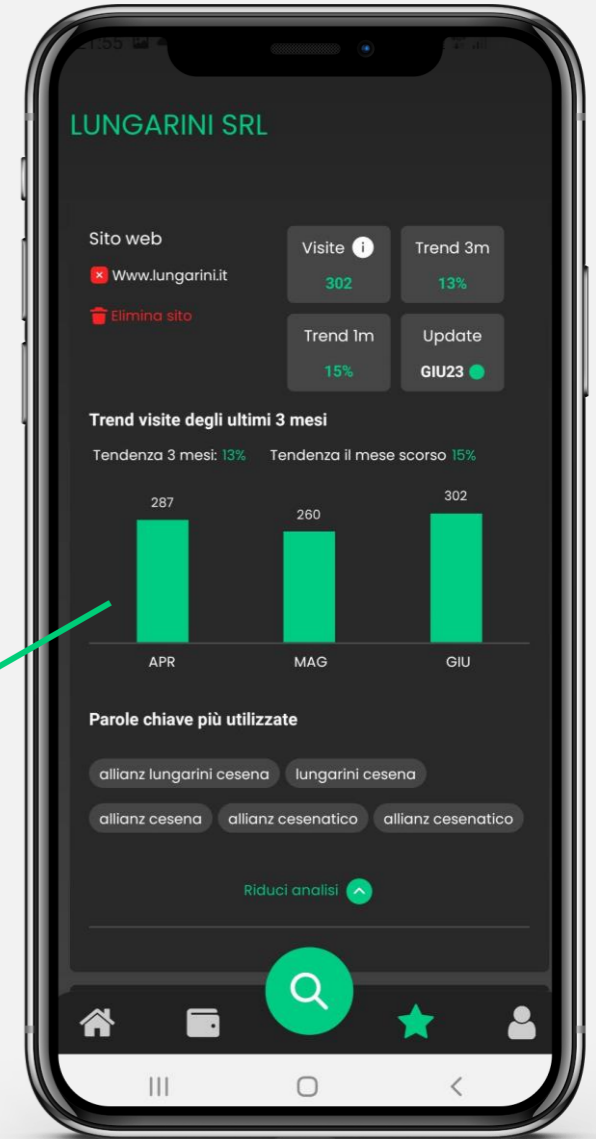 21:55
LUNGARINI SRL
Sito web
Www.lungarini.it
Elimina sito
Visite i
302
Trend 3m
13%
Trend 1m
15%
Update
GIU23
Trend visite degli ultimi 3 mesi
Tendenza 3 mesi: 13% Tendenza il mese scorso 15%
287 260 302
APR MAG GIU
Parole chiave più utilizzate
allianz lungarini cesena lungarini cesena
allianz cesena allianz cesenatico allianz cesenatico
Riduci analisi